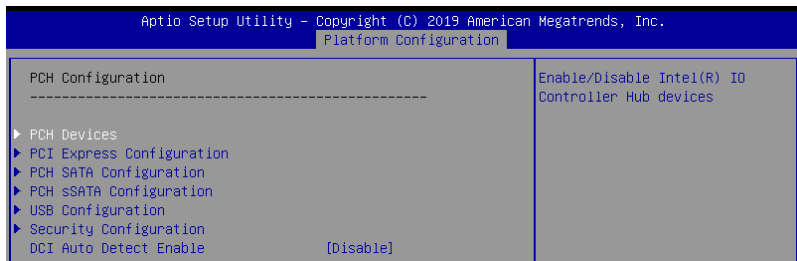 Aptio Setup Utility – Copyright (C) 2019 American Megatrends, Inc.
Platform Configuration
PCH Configuration
--------------------------------------------------
PCH Devices
PCI Express Configuration
PCH SATA Configuration
PCH sSATA Configuration
USB Configuration
Security Configuration
DCI Auto Detect Enable [Disable]
Enable/Disable Intel(R) IO
Controller Hub devices